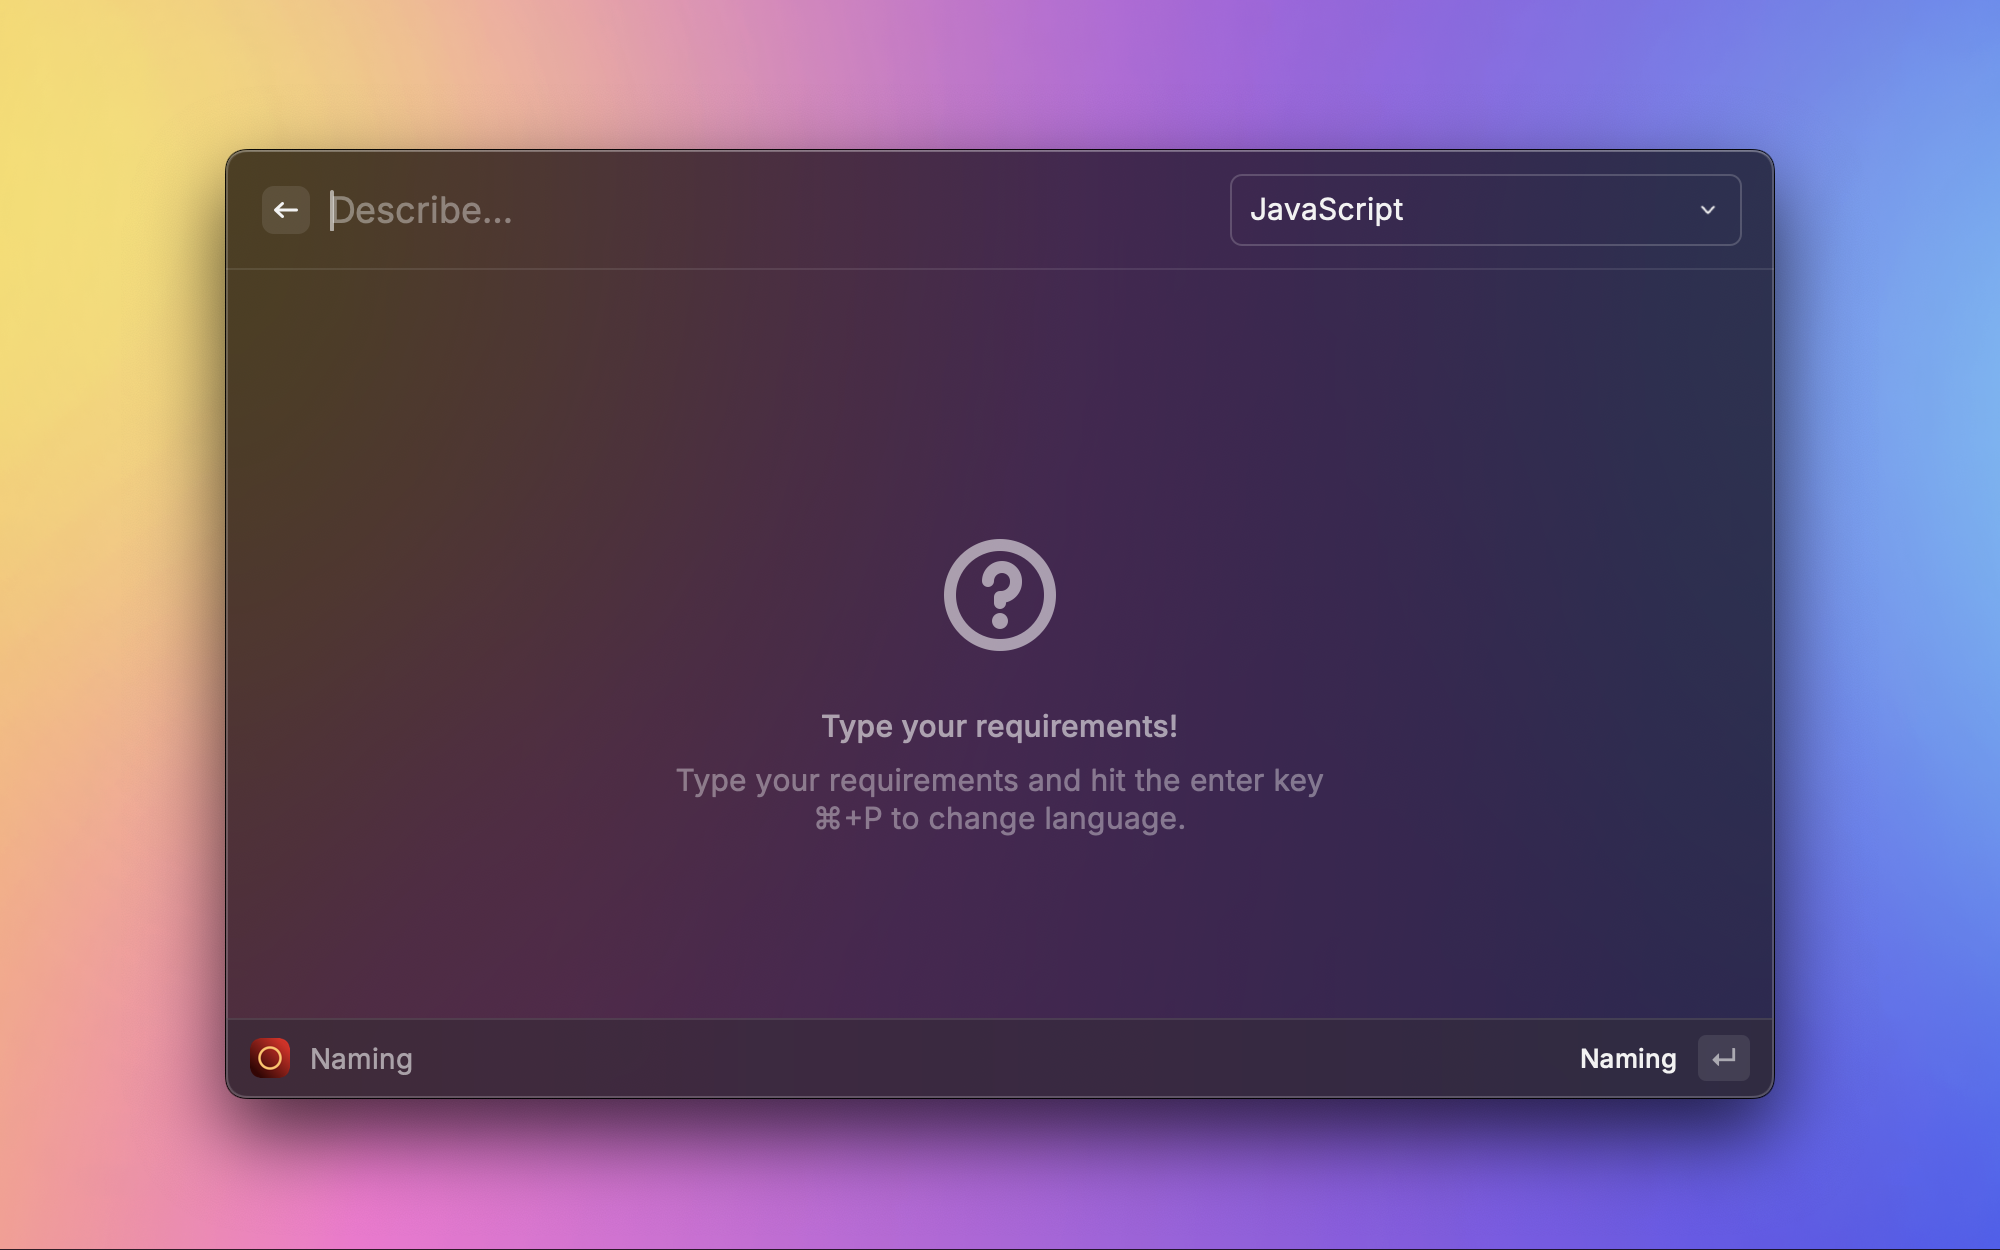 Describe...
JavaScript
Type your requirements!
Type your requirements and hit the enter key
⌘+P to change language.
Naming
Naming